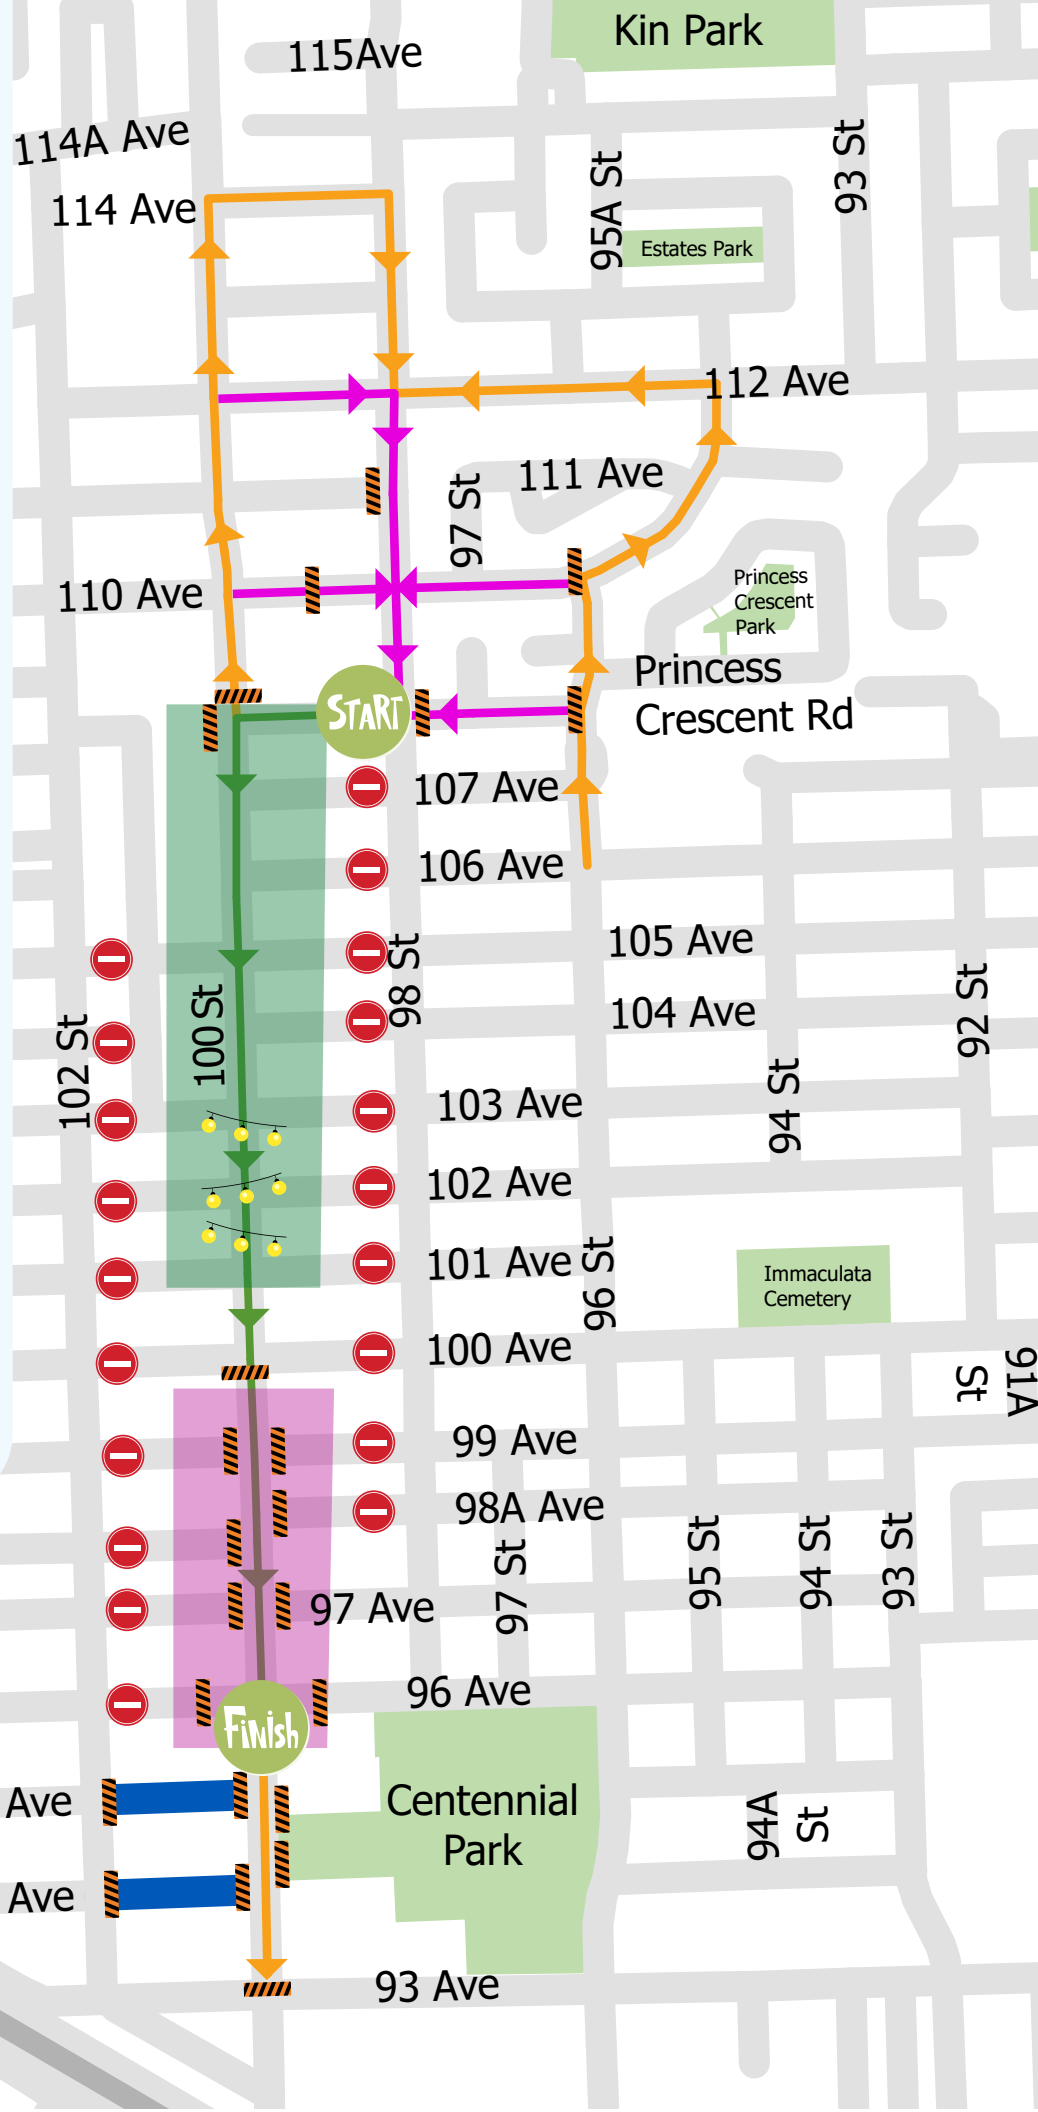 Kin Park
115Ave
114A Ave
93 St
95A St
114 Ave
Estates Park
112 Ave
111 Ave
97 St
110 Ave
Princess
Crescent
Park
Princess
Crescent Rd
START
107 Ave
106 Ave
105 Ave
98 St
100 St
104 Ave
92 St
102 St
103 Ave
94 St
102 Ave
101 Ave
96 St
Immaculata
Cemetery
100 Ave
91A
St
99 Ave
98A Ave
97 St
95 St
94 St
93 St
97 Ave
96 Ave
Finish
Ave
Centennial
Park
94A
St
Ave
93 Ave